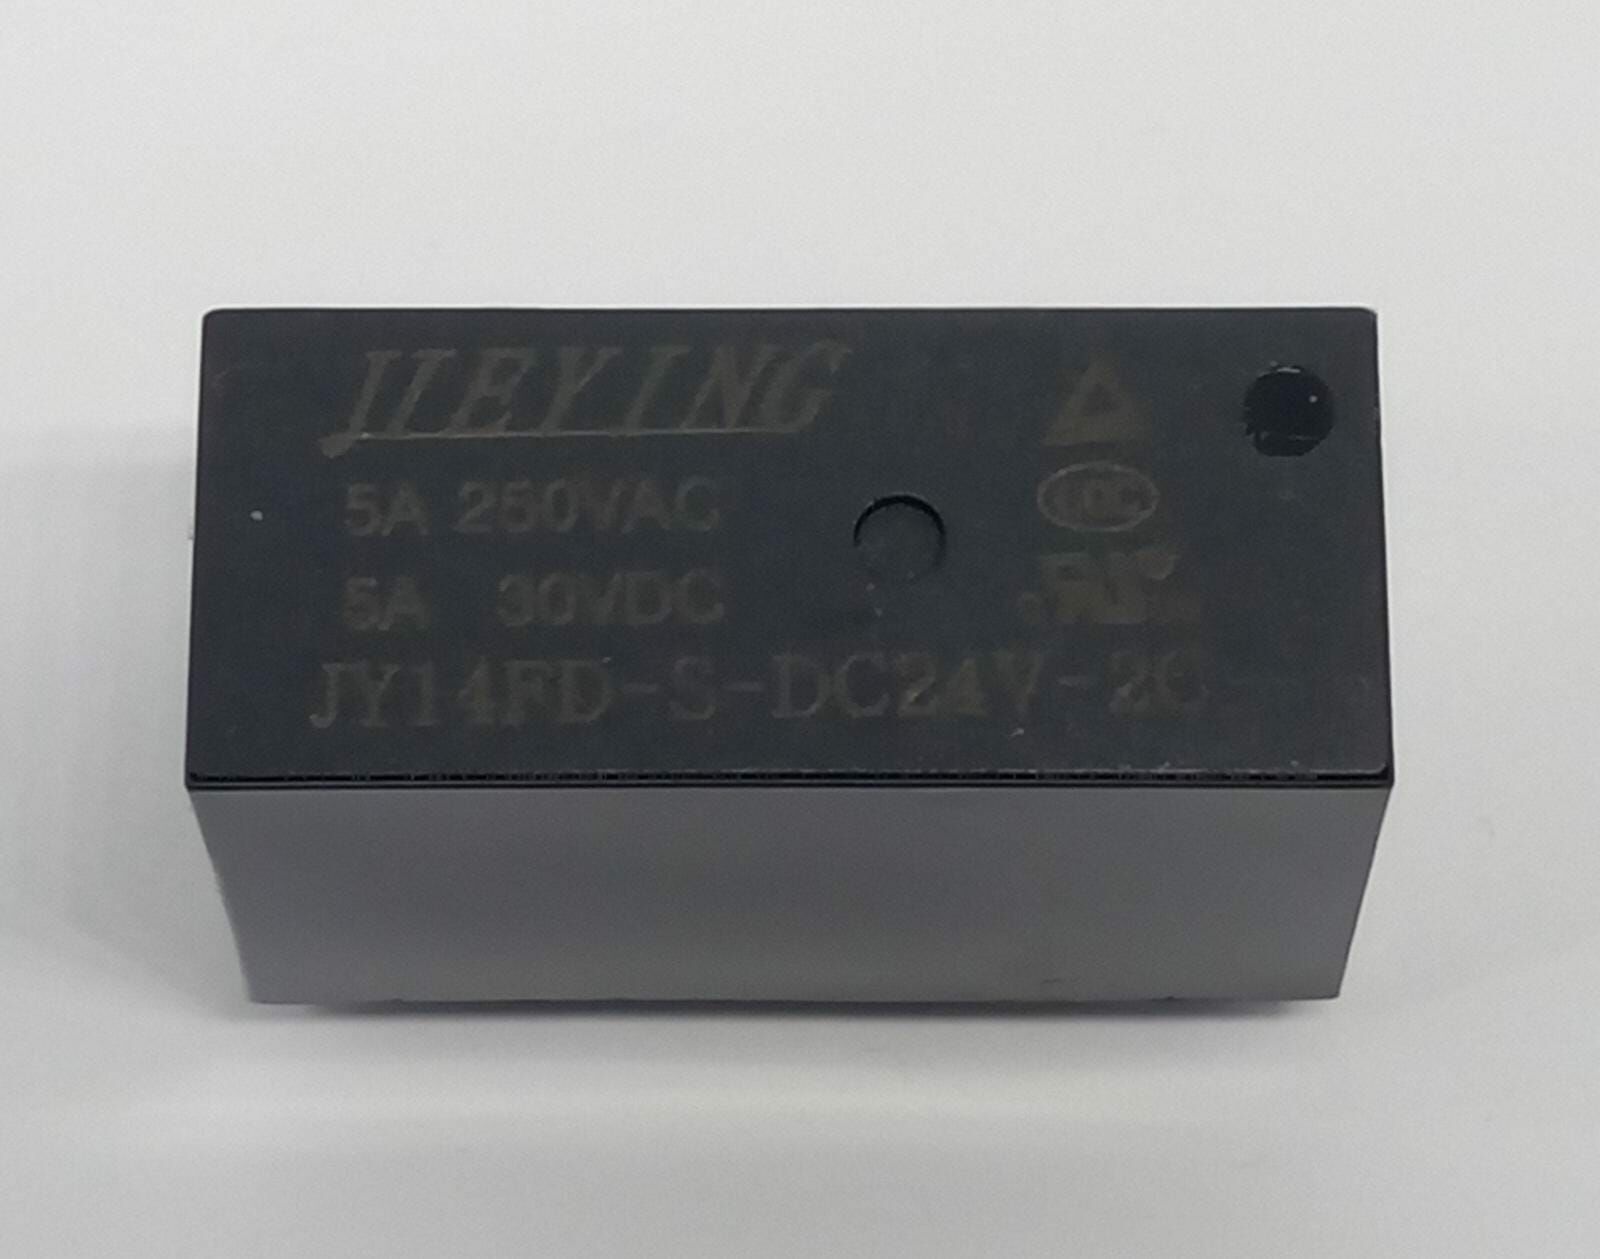 JIEYING
5A 250VAC
5A 30VDC
JY14FD-S-DC24V-2C